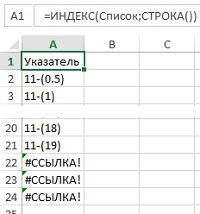 A1 =ИНДЕКС(Список;СТРОКА())
A B C
1 Указатель
2 11-(0.5)
3 11-(1)
20 11-(18)
21 11-(19)
22 #ССЫЛКА!
23 #ССЫЛКА!
24 #ССЫЛКА!